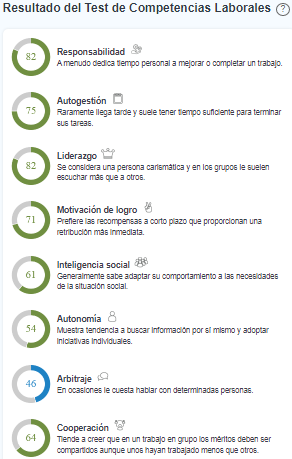 Resultado del Test de Competencias Laborales ?
82
Responsabilidad
A menudo dedica tiempo personal a mejorar o completar un trabajo.
75
Autogestión
Raramente llega tarde y suele tener tiempo suficiente para terminar
sus tareas.
82
Liderazgo
Se considera una persona carismática y en los grupos le suelen
escuchar más que a otros.
71
Motivación de logro
Prefiere las recompensas a corto plazo que proporcionan una
retribución más inmediata.
61
Inteligencia social
Generalmente sabe adaptar su comportamiento a las necesidades
de la situación social.
54
Autonomía
Muestra tendencia a buscar información por sí mismo y adoptar
iniciativas individuales.
46
Arbitraje
En ocasiones le cuesta hablar con determinadas personas.
64
Cooperación
Tiende a creer que en un trabajo en grupo los méritos deben ser
compartidos aunque unos hayan trabajado menos que otros.